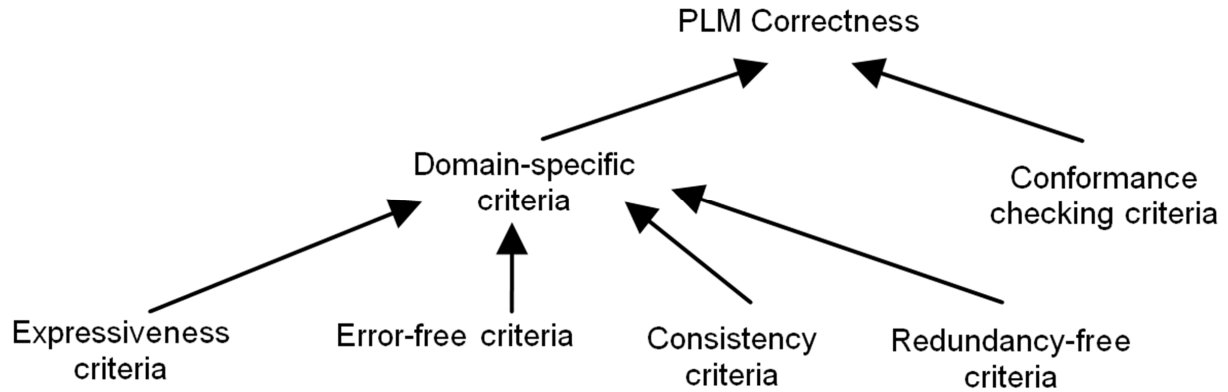 PLM Correctness
Domain-specific
criteria
Conformance
checking criteria
Expressiveness
criteria
Error-free criteria
Consistency
criteria
Redundancy-free
criteria